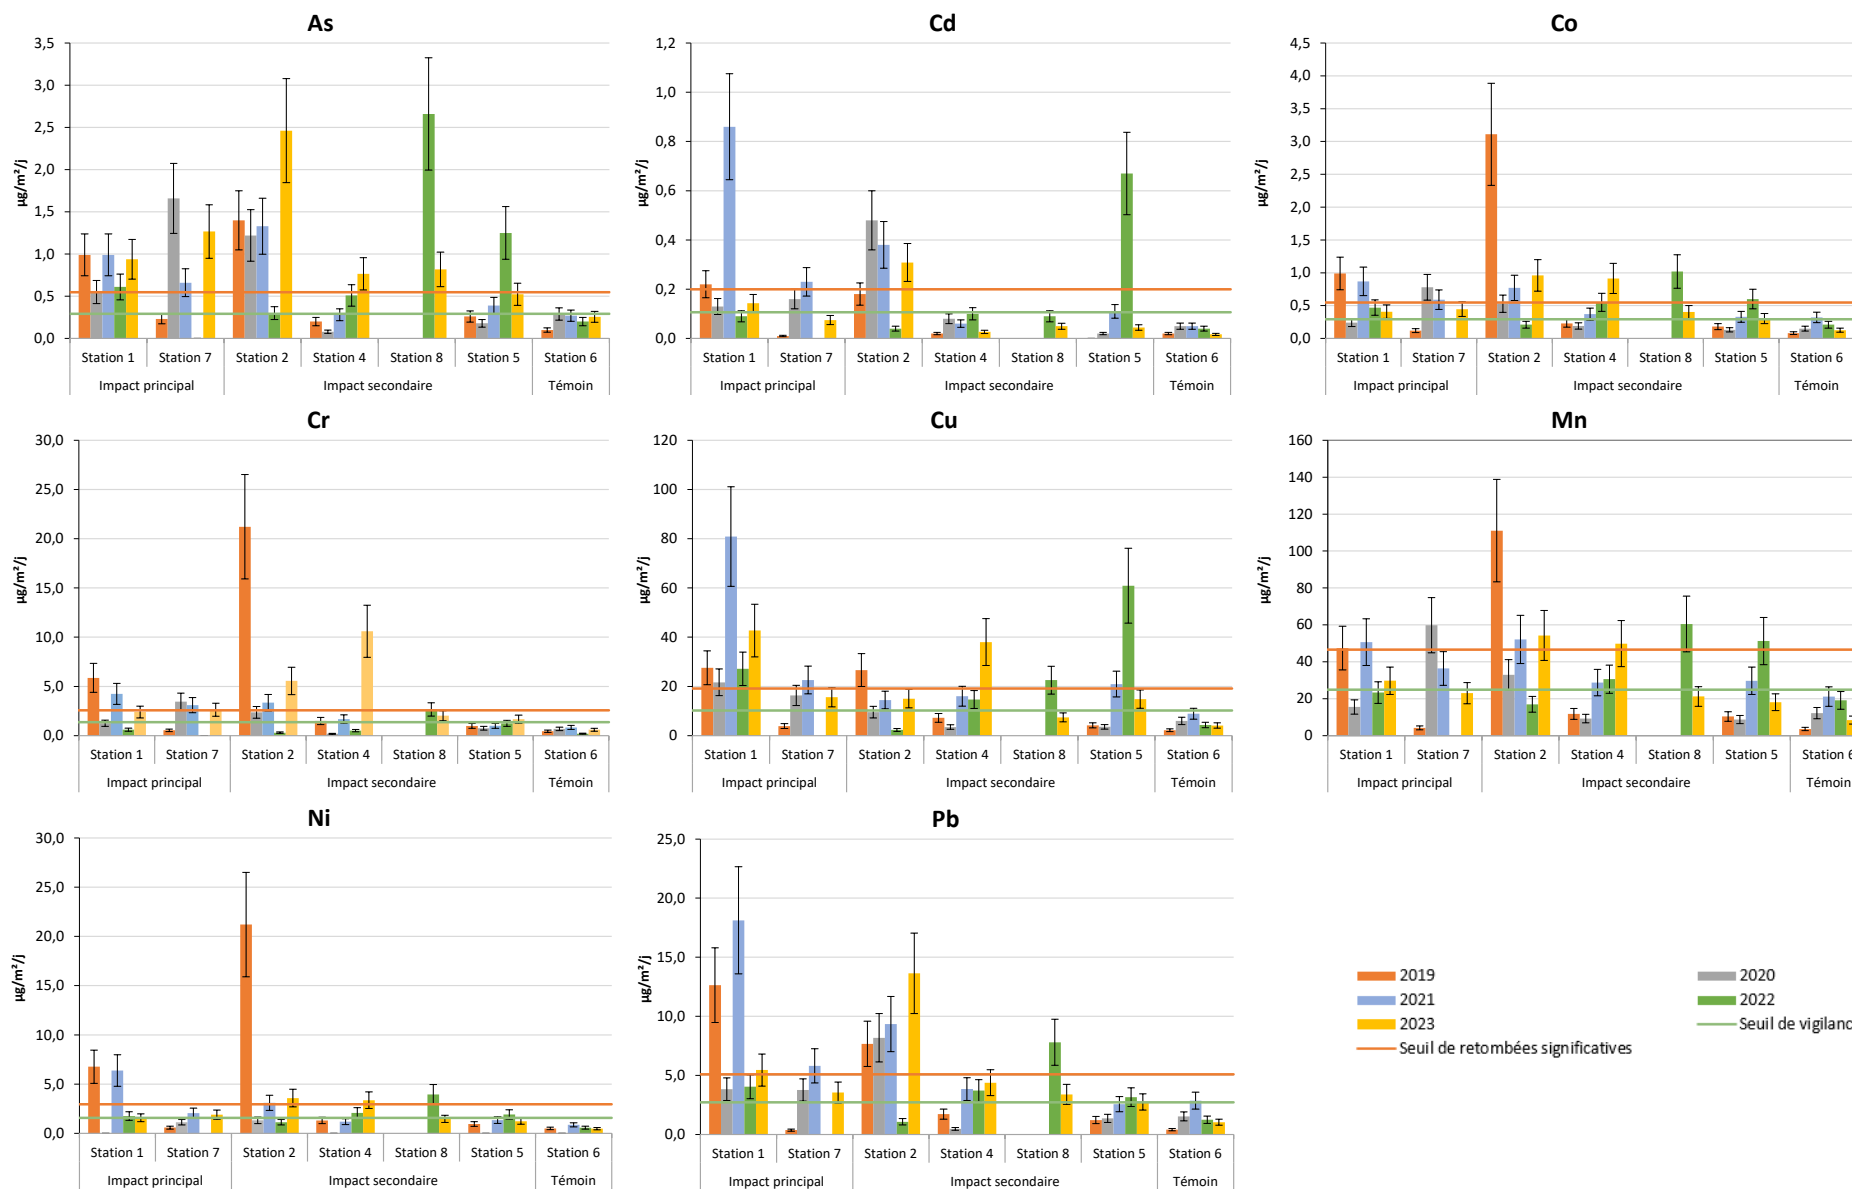 As
µg/m²/j
3,5
3,0
2,5
2,0
1,5
1,0
0,5
0,0
Station 1 Station 7 Station 2 Station 4 Station 8 Station 5 Station 6
Impact principal Impact secondaire Témoin
Cd
µg/m²/j
1,2
1,0
0,8
0,6
0,4
0,2
0,0
Station 1 Station 7 Station 2 Station 4 Station 8 Station 5 Station 6
Impact principal Impact secondaire Témoin
Co
µg/m²/j
4,5
4,0
3,5
3,0
2,5
2,0
1,5
1,0
0,5
0,0
Station 1 Station 7 Station 2 Station 4 Station 8 Station 5 Station 6
Impact principal Impact secondaire Témoin
Cr
µg/m²/j
30,0
25,0
20,0
15,0
10,0
5,0
0,0
Station 1 Station 7 Station 2 Station 4 Station 8 Station 5 Station 6
Impact principal Impact secondaire Témoin
Cu
µg/m²/j
120
100
80
60
40
20
0
Station 1 Station 7 Station 2 Station 4 Station 8 Station 5 Station 6
Impact principal Impact secondaire Témoin
Mn
µg/m²/j
160
140
120
100
80
60
40
20
0
Station 1 Station 7 Station 2 Station 4 Station 8 Station 5 Station 6
Impact principal Impact secondaire Témoin
Ni
µg/m²/j
30,0
25,0
20,0
15,0
10,0
5,0
0,0
Station 1 Station 7 Station 2 Station 4 Station 8 Station 5 Station 6
Impact principal Impact secondaire Témoin
Pb
µg/m²/j
25,0
20,0
15,0
10,0
5,0
0,0
Station 1 Station 7 Station 2 Station 4 Station 8 Station 5 Station 6
Impact principal Impact secondaire Témoin
2019 2020
2021 2022
2023 Seuil de vigilanc
Seuil de retombées significatives